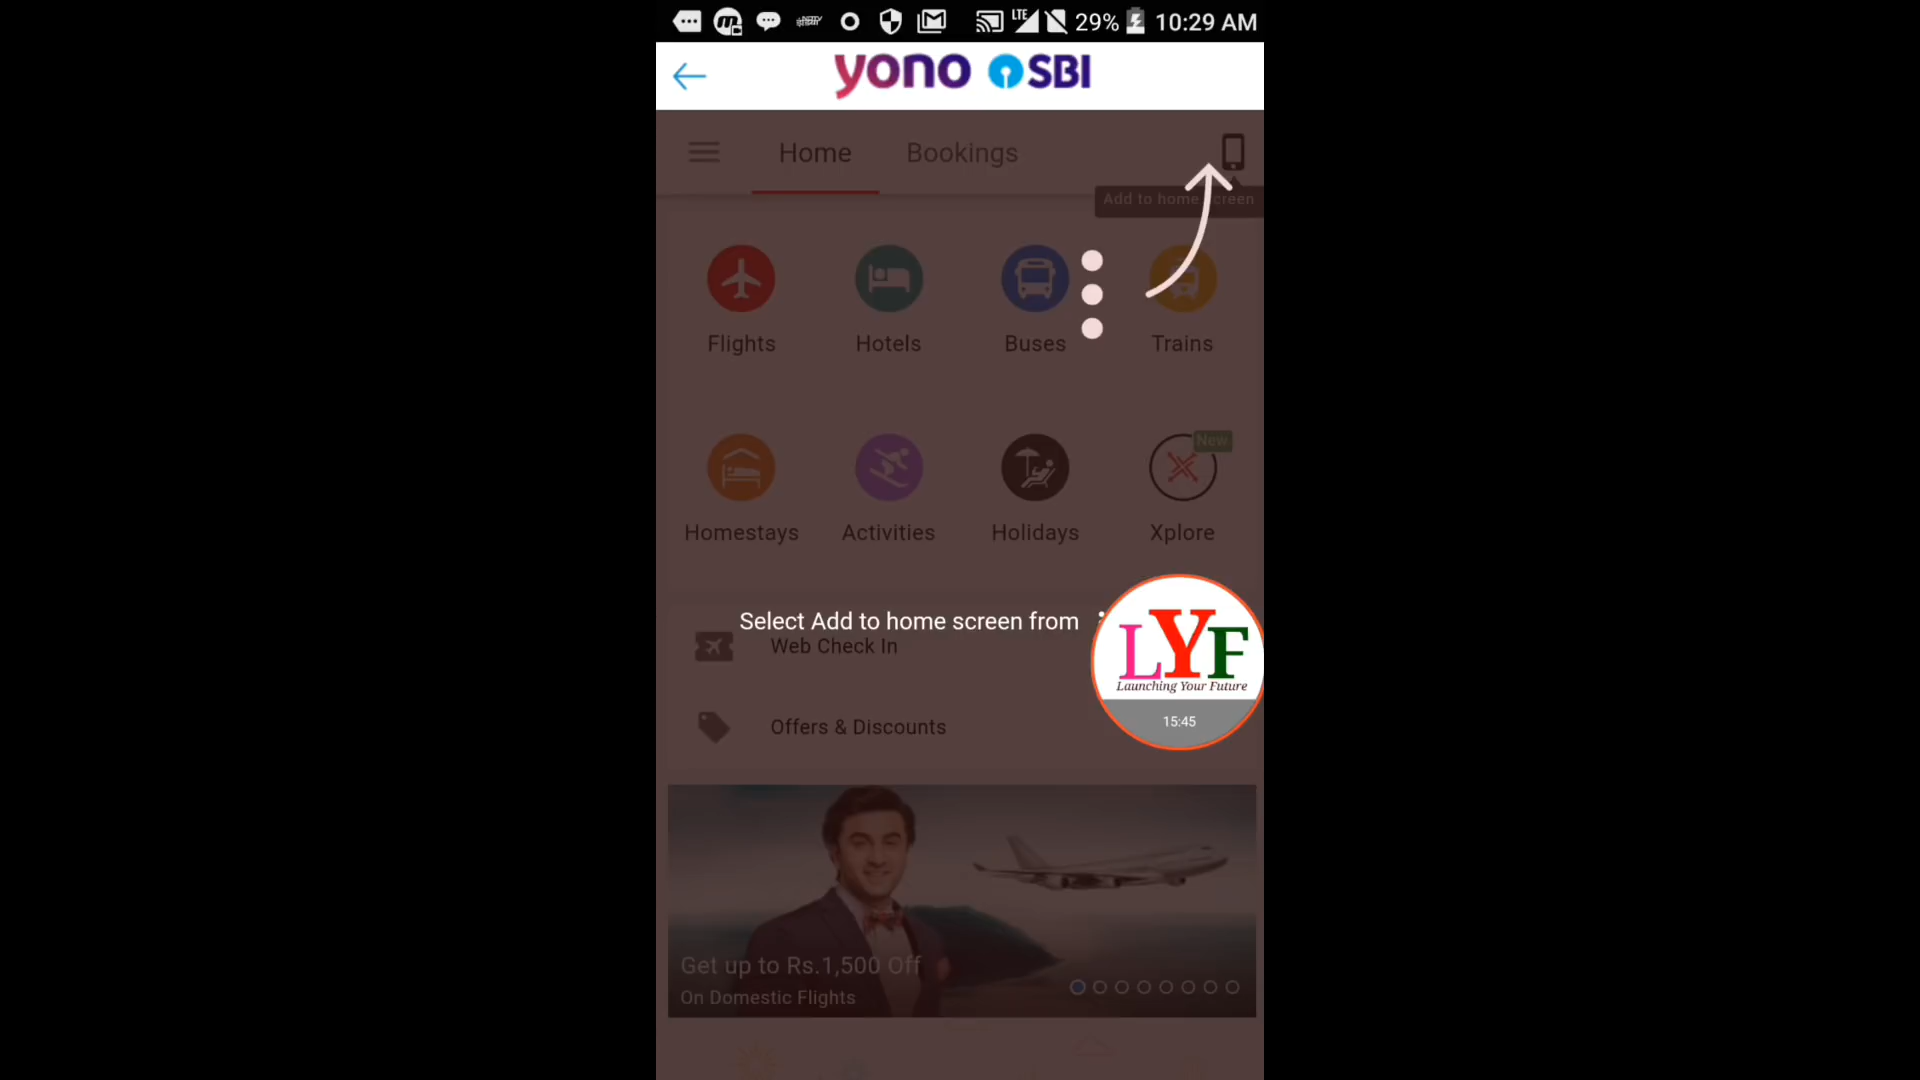 LTE 29% 10:29 AM
yono SBI
Home Bookings
Add to home screen
Flights Hotels Buses Trains
New
Homestays Activities Holidays Xplore
Select Add to home screen from
Web Check In
LYF
Launching Your Future
15:45
Offers & Discounts
Get up to Rs.1,500 Off
On Domestic Flights